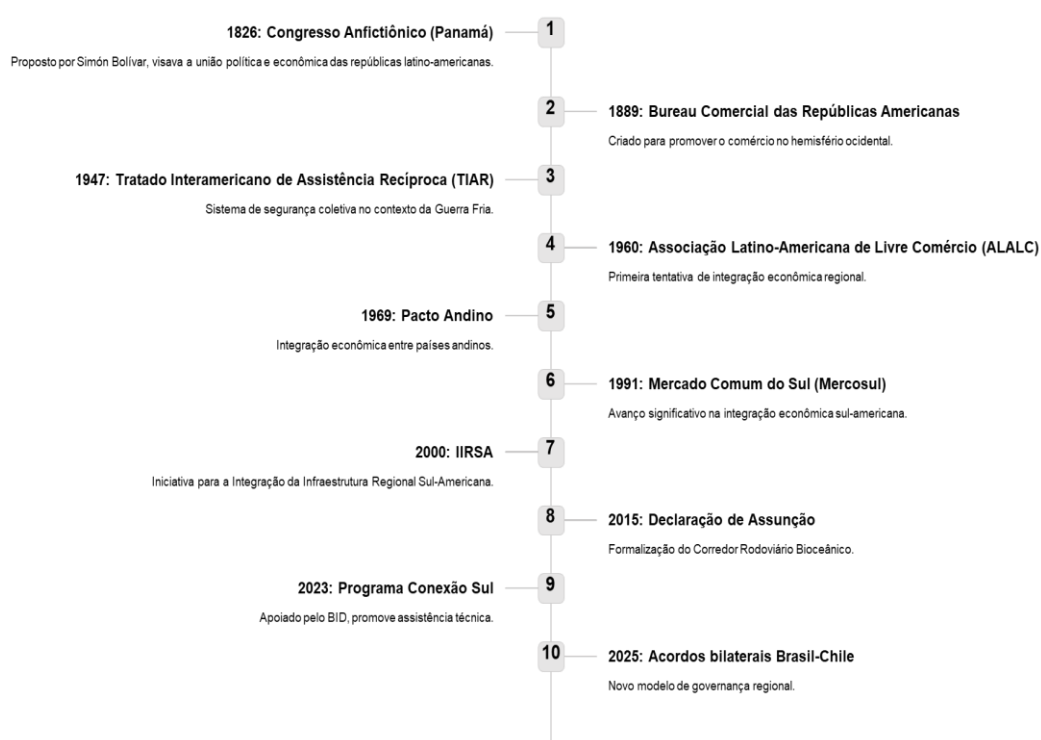 1826: Congresso Anfictiônico (Panamá)
1
Proposto por Simón Bolívar, visava a união política e econômica das repúblicas latino-americanas.
2
1889: Bureau Comercial das Repúblicas Americanas
Criado para promover o comércio no hemisfério ocidental.
1947: Tratado Interamericano de Assistência Recíproca (TIAR)
3
Sistema de segurança coletiva no contexto da Guerra Fria.
4
1960: Associação Latino-Americana de Livre Comércio (ALALC)
Primeira tentativa de integração econômica regional.
1969: Pacto Andino
5
Integração econômica entre países andinos.
6
1991: Mercado Comum do Sul (Mercosul)
Avanço significativo na integração econômica sul-americana.
2000: IIRSA
7
Iniciativa para a Integração da Infraestrutura Regional Sul-Americana.
8
2015: Declaração de Assunção
Formalização do Corredor Rodoviário Bioceânico.
2023: Programa Conexão Sul
9
Apoiado pelo BID, promove assistência técnica.
10
2025: Acordos bilaterais Brasil-Chile
Novo modelo de governança regional.